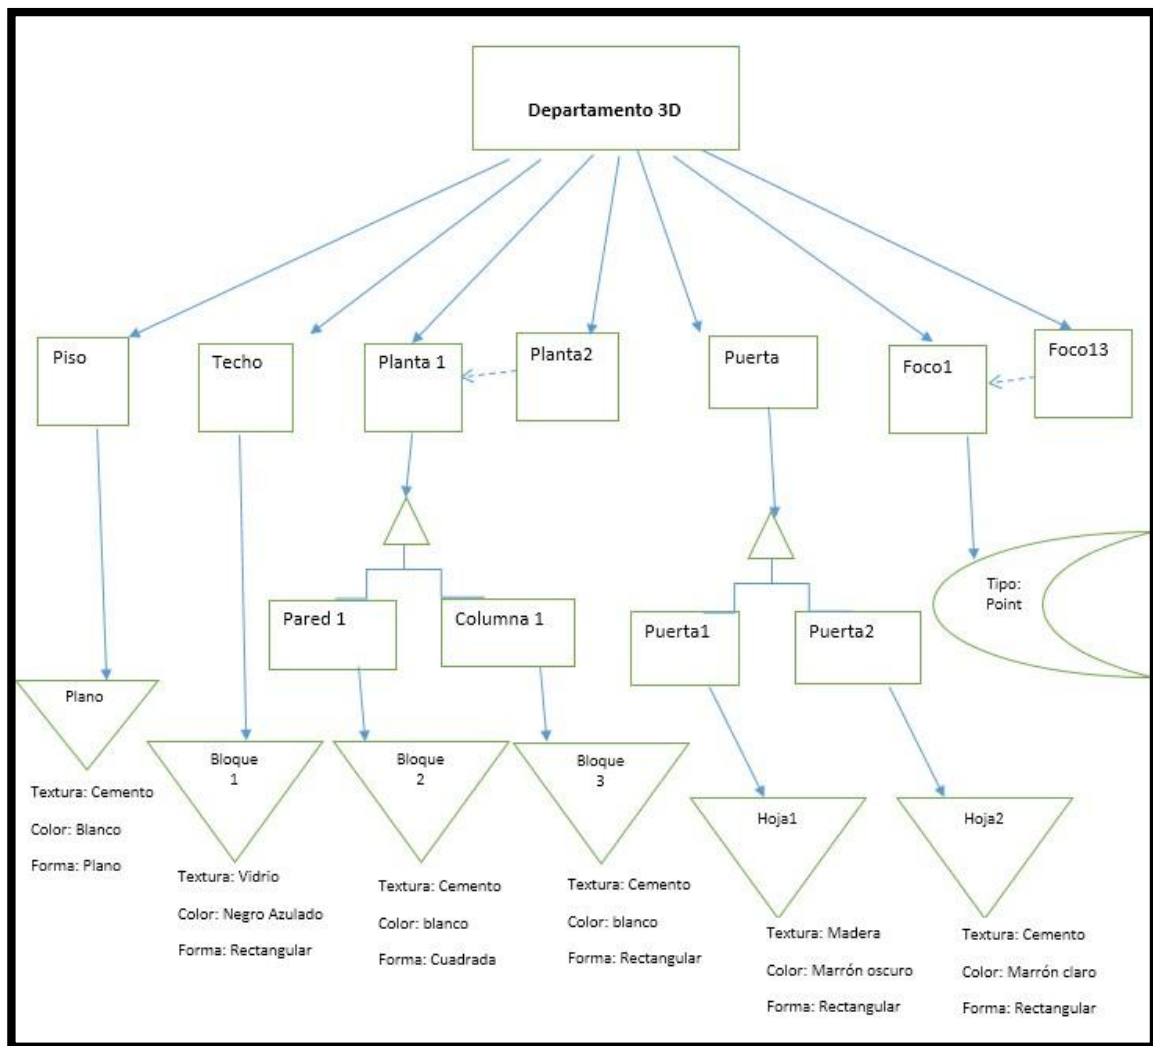 Departamento 3D
Piso
Techo
Planta 1
Planta2
Puerta
Foco1
Foco13
Tipo:
Point
Pared 1
Columna 1
Puerta1
Puerta2
Plano
Textura: Cemento
Color: Blanco
Forma: Plano
Bloque
1
Textura: Vidrio
Color: Negro Azulado
Forma: Rectangular
Bloque
2
Textura: Cemento
Color: blanco
Forma: Cuadrada
Bloque
3
Textura: Cemento
Color: blanco
Forma: Rectangular
Hoja1
Textura: Madera
Color: Marrón oscuro
Forma: Rectangular
Hoja2
Textura: Cemento
Color: Marrón claro
Forma: Rectangular